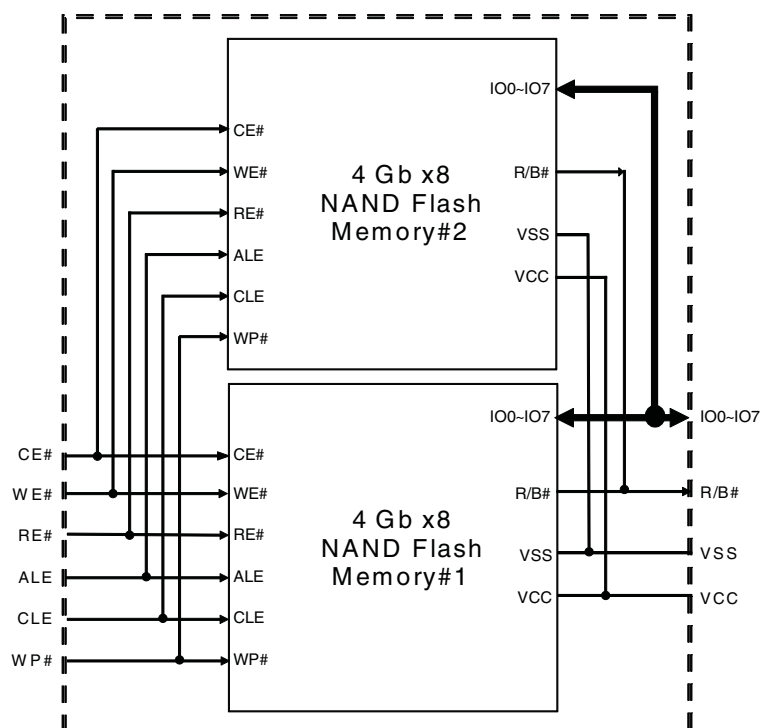 IO0~IO7
CE#
WE#
R/B#
4 Gb x8
NAND Flash
Memory#2
RE#
VSS
ALE
VCC
CLE
WP#
IO0~IO7
IO0~IO7
CE#
CE#
WE#
WE#
R/B#
R/B#
4 Gb x8
NAND Flash
Memory#1
RE#
RE#
VSS
VSS
ALE
ALE
VCC
VCC
CLE
CLE
WP#
WP#